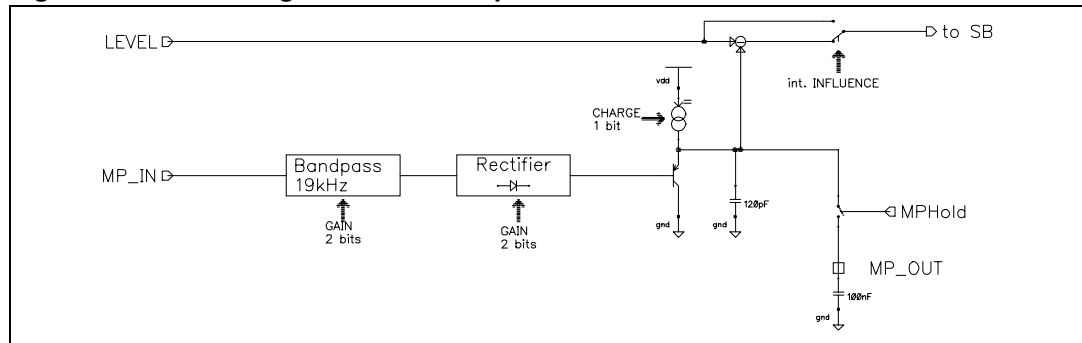 LEVEL
to SB
int. INFLUENCE
vdd
CHARGE
1 bit
MP_IN
Bandpass
19kHz
Rectifier
GAIN
2 bits
GAIN
2 bits
gnd
120pF
gnd
MPHold
MP_OUT
100nF
gnd